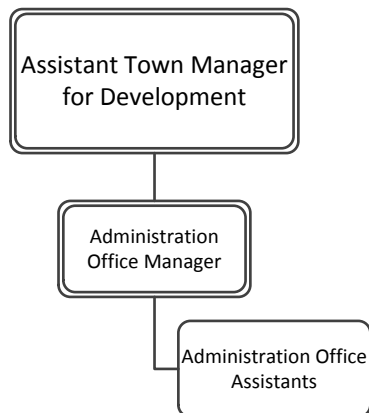 Assistant Town Manager
for Development
Administration
Office Manager
Administration Office
Assistants